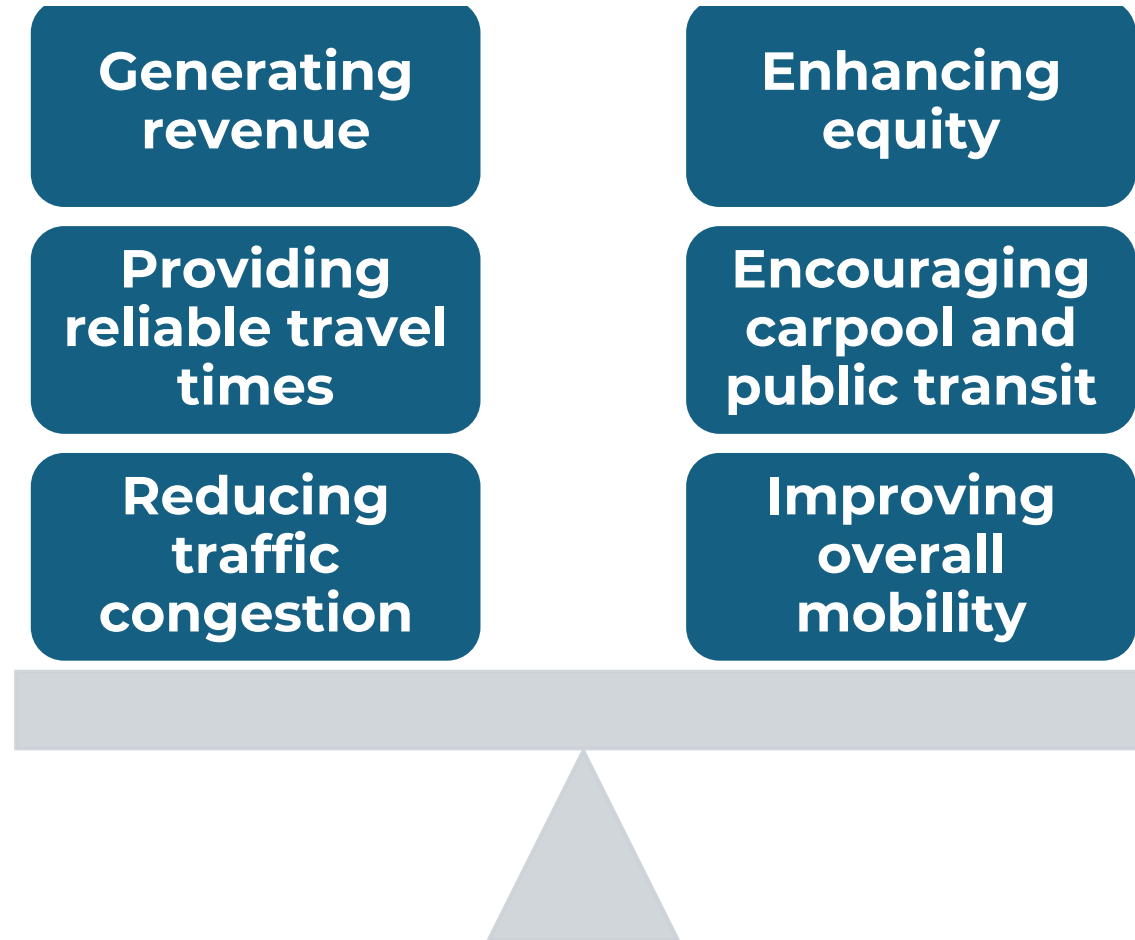 Generating
revenue
Providing
reliable travel
times
Reducing
traffic
congestion
Enhancing
equity
Encouraging
carpool and
public transit
Improving
overall
mobility